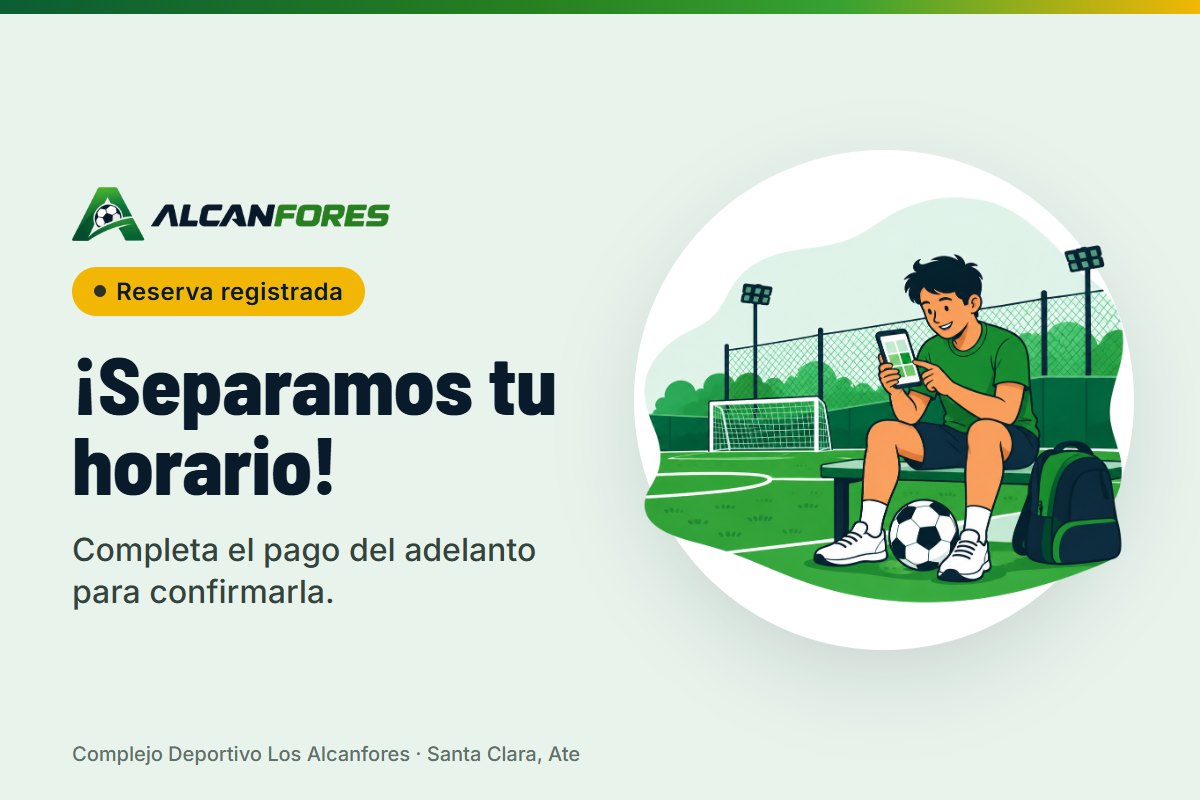 ALCANFORES
Reserva registrada
¡Separamos tu
horario!
Completa el pago del adelanto
para confirmarla.
Complejo Deportivo Los Alcanfores · Santa Clara, Ate